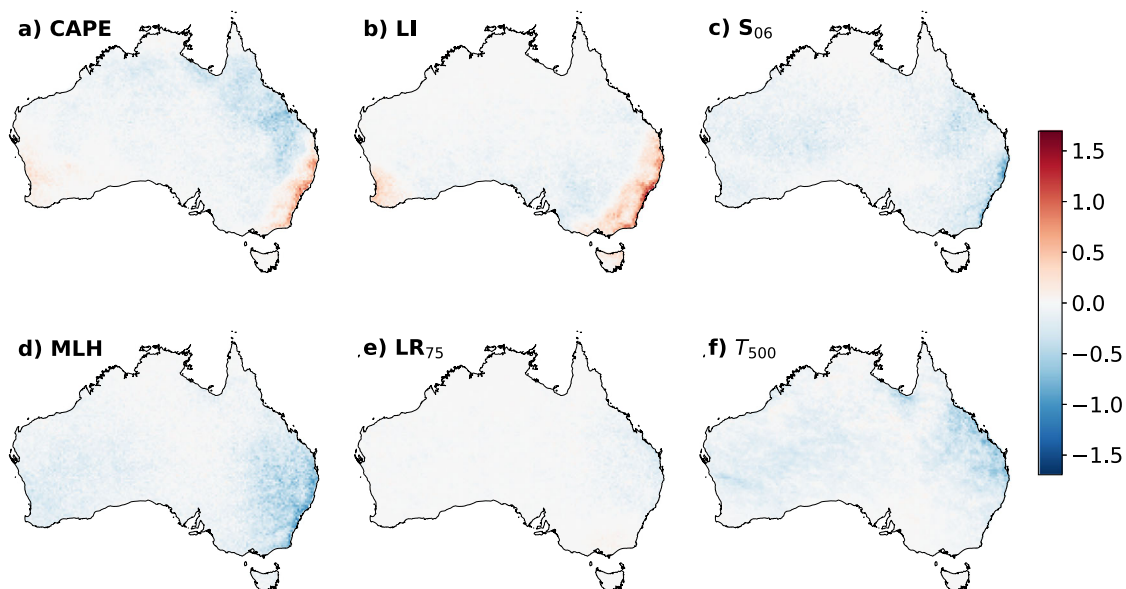 a) CAPE
b) LI
c) S₀₆
1.5
1.0
0.5
0.0
−0.5
−1.0
−1.5
d) MLH
e) LR₇₅
f) T₅₀₀